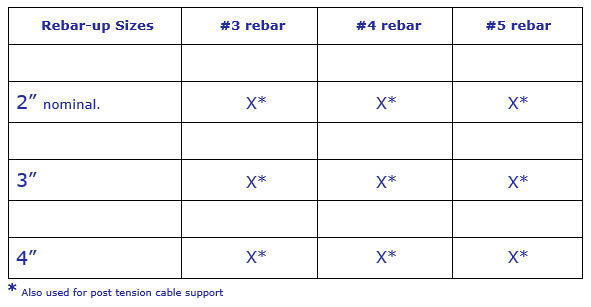 Rebar-up Sizes #3 rebar #4 rebar #5 rebar
2” nominal. X* X* X*
3” X* X* X*
4” X* X* X*
* Also used for post tension cable support